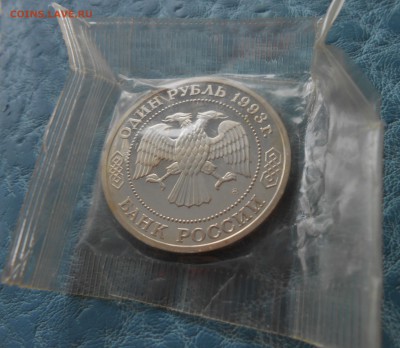 COINS.LAVE.RU
ОДИН РУБЛЬ 1993 Г.
БАНК РОССИИ